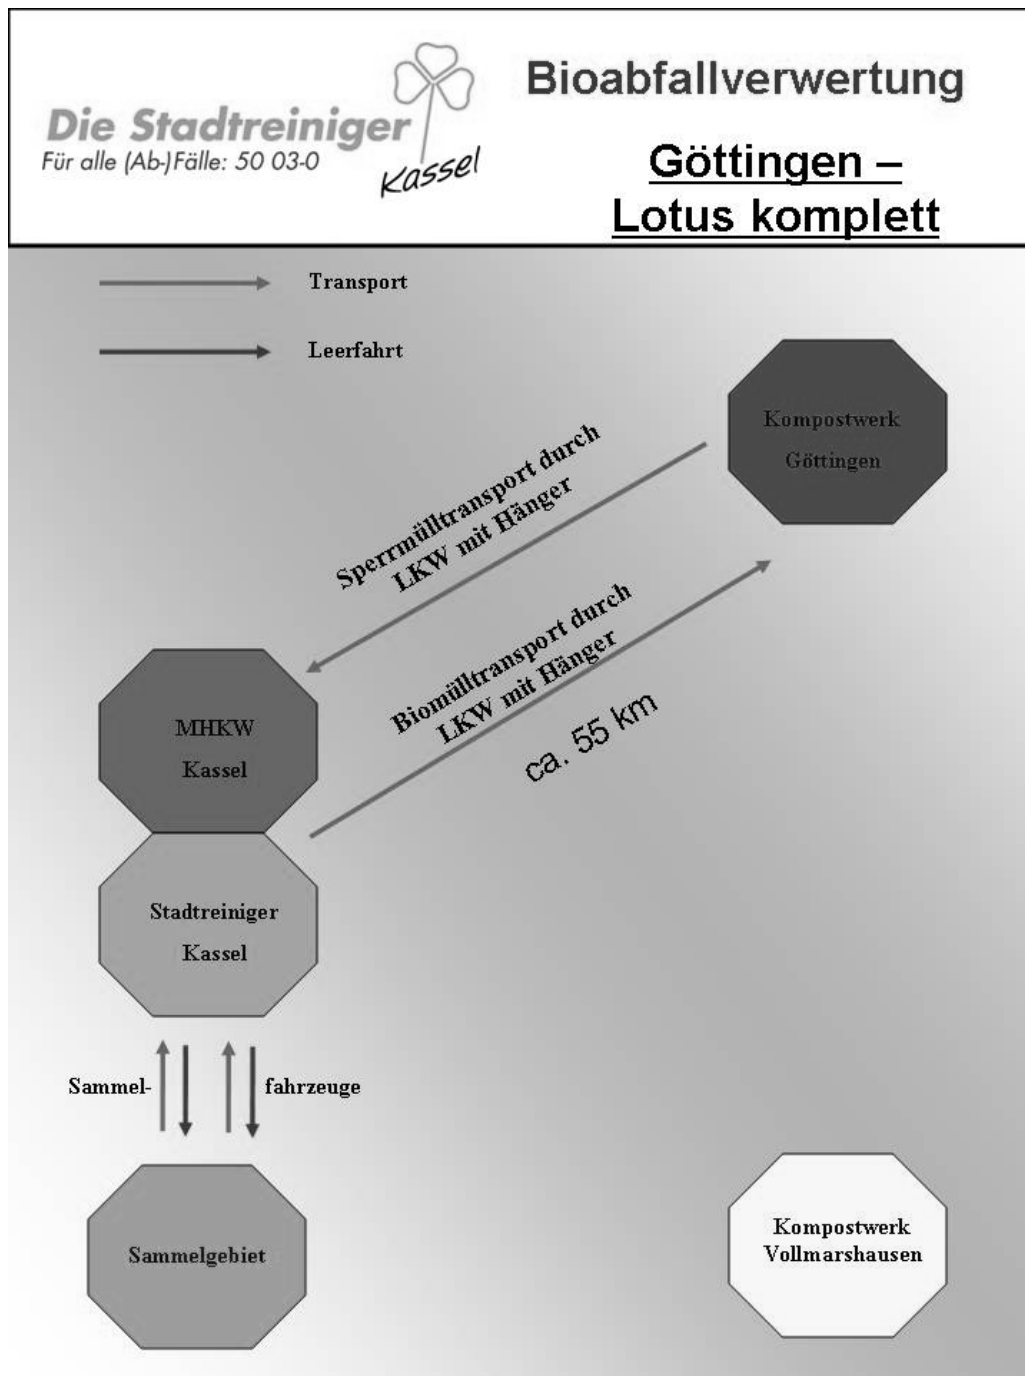 Die Stadtreiniger
Für alle (Ab-)Fälle: 50 03-0
Kassel
Bioabfallverwertung
Göttingen –
Lotus komplett
Transport
Leerfahrt
Kompostwerk
Göttingen
Sperrmülltransport durch
LKW mit Hänger
Biomülltransport durch
LKW mit Hänger
ca. 55 km
MHKW
Kassel
Stadtreiniger
Kassel
Sammel-
fahrzeuge
Sammelgebiet
Kompostwerk
Vollmarshausen